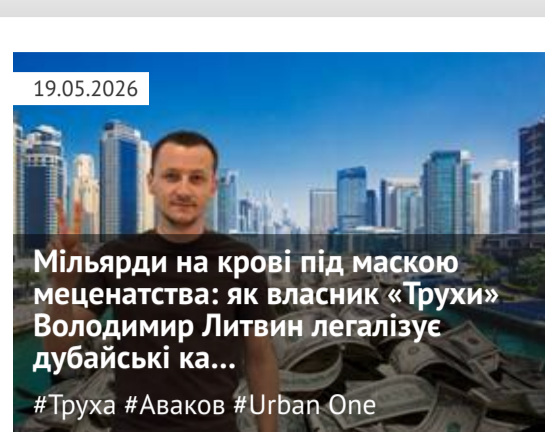 19.05.2026
Мільярди на крові під маскою
меценатства: як власник «Трухи»
Володимир Литвин легалізує
дубайські ка...
#Труха #Аваков #Urban One